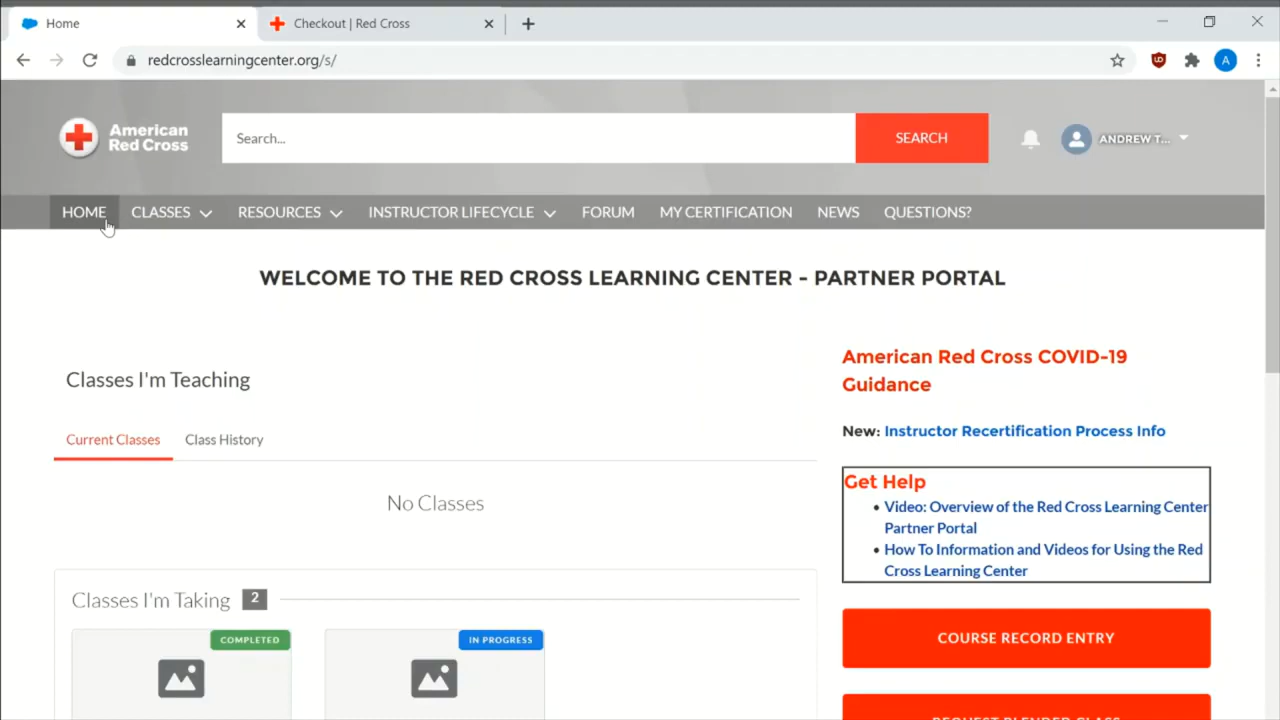 Home
Checkout | Red Cross
redcrosslearningcenter.org/s/
A
American
Red Cross
Search...
SEARCH
ANDREW T...
HOME
CLASSES
RESOURCES
INSTRUCTOR LIFECYCLE
FORUM
MY CERTIFICATION
NEWS
QUESTIONS?
WELCOME TO THE RED CROSS LEARNING CENTER - PARTNER PORTAL
Classes I'm Teaching
Current Classes
Class History
No Classes
Classes I'm Taking
2
COMPLETED
IN PROGRESS
American Red Cross COVID-19
Guidance
New: Instructor Recertification Process Info
Get Help
• Video: Overview of the Red Cross Learning Center
Partner Portal
• How To Information and Videos for Using the Red
Cross Learning Center
COURSE RECORD ENTRY
REQUEST BLENDED CLASS